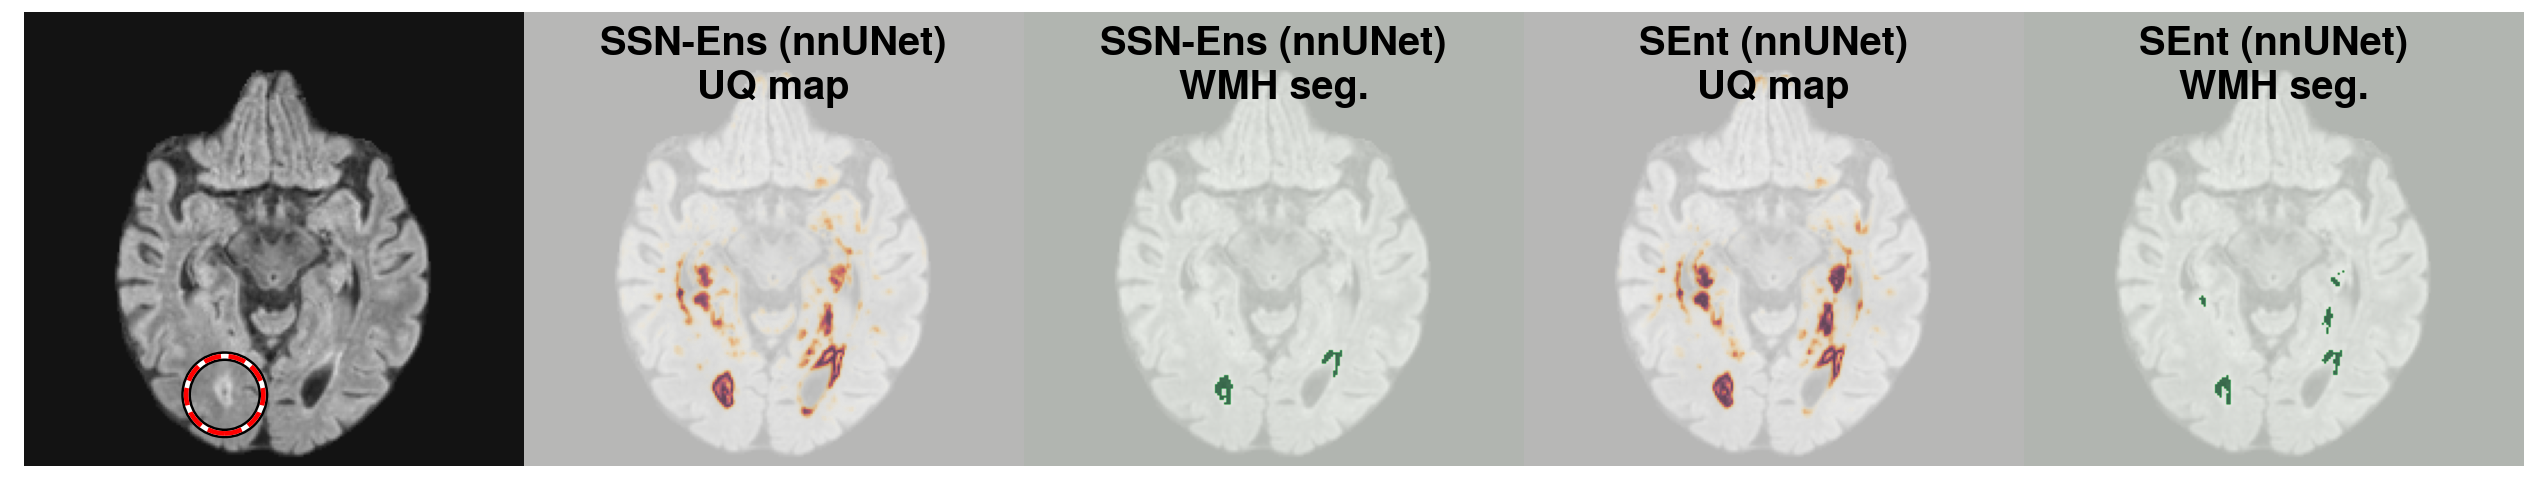 SSN-Ens (nnUNet)
UQ map
SSN-Ens (nnUNet)
WMH seg.
SEnt (nnUNet)
UQ map
SEnt (nnUNet)
WMH seg.